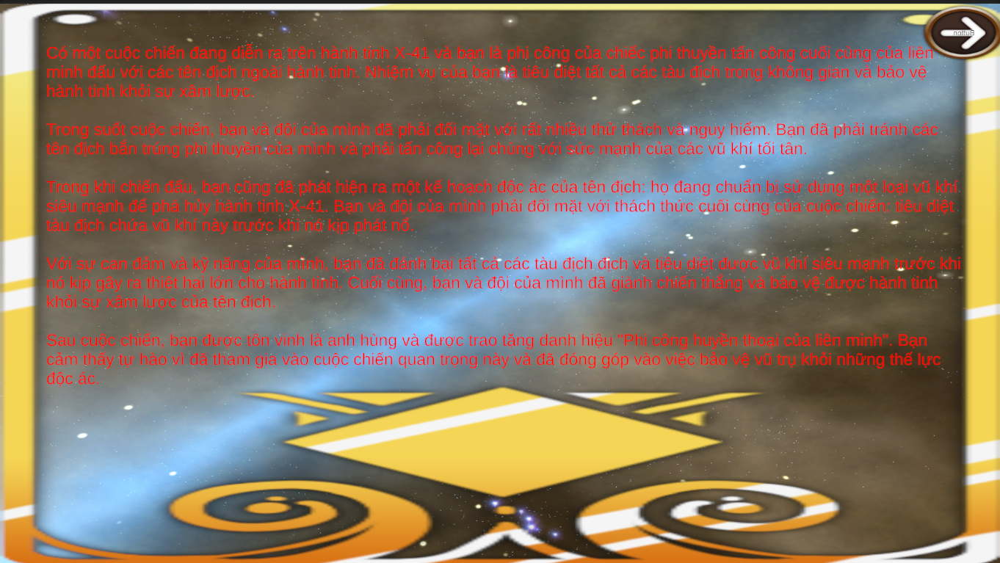 Có một cuộc chiến đang diễn ra trên hành tinh X-41 và bạn là phi công của chiếc phi thuyền tấn công cuối cùng của liên
minh đấu với các tên địch ngoài hành tinh. Nhiệm vụ của bạn là tiêu diệt tất cả các tàu địch trong không gian và bảo vệ
hành tinh khỏi sự xâm lược.
Trong suốt cuộc chiến, bạn và đội của mình đã phải đối mặt với rất nhiều thử thách và nguy hiểm. Bạn đã phải tránh các
tên địch bắn trúng phi thuyền của mình và phải tấn công lại chúng với sức mạnh của các vũ khí tối tân.
Trong khi chiến đấu, bạn cũng đã phát hiện ra một kế hoạch độc ác của tên địch: họ đang chuẩn bị sử dụng một loại vũ khí
siêu mạnh để phá hủy hành tinh X-41. Bạn và đội của mình phải đối mặt với thách thức cuối cùng của cuộc chiến: tiêu diệt
tàu địch chứa vũ khí này trước khi nó kịp phát nổ.
Với sự can đảm và kỹ năng của mình, bạn đã đánh bại tất cả các tàu địch địch và tiêu diệt được vũ khí siêu mạnh trước khi
nó kịp gây ra thiệt hại lớn cho hành tinh. Cuối cùng, bạn và đội của mình đã giành chiến thắng và bảo vệ được hành tinh
khỏi sự xâm lược của tên địch.
Sau cuộc chiến, bạn được tôn vinh là anh hùng và được trao tặng danh hiệu "Phi công huyền thoại của liên minh". Bạn
cảm thấy tự hào vì đã tham gia vào cuộc chiến quan trọng này và đã đóng góp vào việc bảo vệ vũ trụ khỏi những thế lực
độc ác.
Button